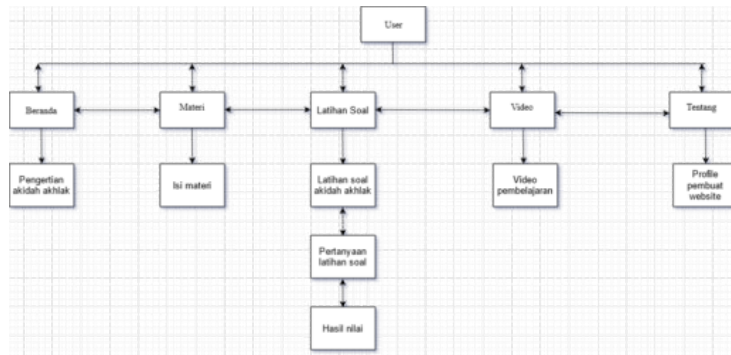 User
Beranda
Materi
Latihan Soal
Video
Tentang
Pengertian
akidah akhlak
Isi materi
Latihan soal
akidah akhlak
Video
pembelajaran
Profile
pembuat
website
Pertanyaan
latihan soal
Hasil nilai